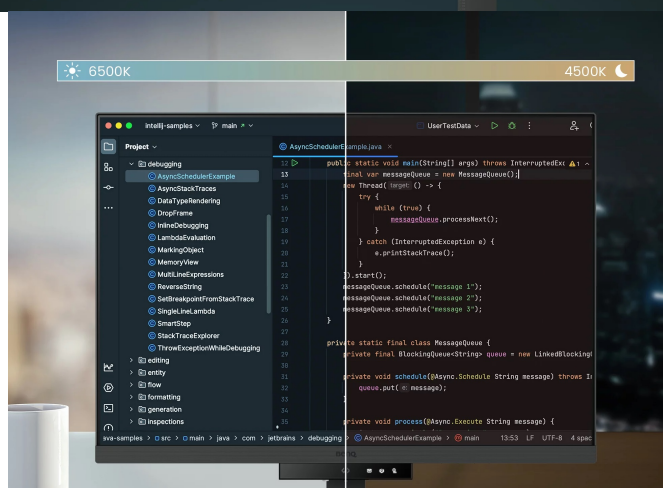 6500K
4500K
intellij-samples
main
UserTestData
Project
AsyncSchedulerExample.java
debugging
AsyncSchedulerExample
AsyncStackTraces
DataTypeRendering
DropFrame
InlineDebugging
LambdaEvaluation
MarkingObject
MemoryView
MultiLineExpressions
ReverseString
SetBreakpointFromStackTrace
SingleLineLambda
SmartStep
StackTraceExplorer
ThrowExceptionWhileDebugging
editing
entity
flow
formatting
generation
inspections
12 public static void main(String[] args) throws InterruptedExc 1
13 final var messageQueue = new MessageQueue();
14 new Thread( target: () -> {
15 try {
16 while (true) {
17 messageQueue.processNext();
18 }
19 } catch (InterruptedException e) {
20 e.printStackTrace();
21 }
22 }).start();
23 messageQueue.schedule("message 1");
24 messageQueue.schedule("message 2");
25 messageQueue.schedule("message 3");
26 }
27
28 private static final class MessageQueue {
29 private final BlockingQueue<String> queue = new LinkedBlocking
30
31 private void schedule(@Async.Schedule String message) throws I
32 queue.put( e: message);
33 }
34
35 private void process(@Async.Execute String message) {
sva-samples > src > main > java > com > jetbrains > debugging > AsyncSchedulerExample > main 13:53 LF UTF-8 4 spac
BenQ